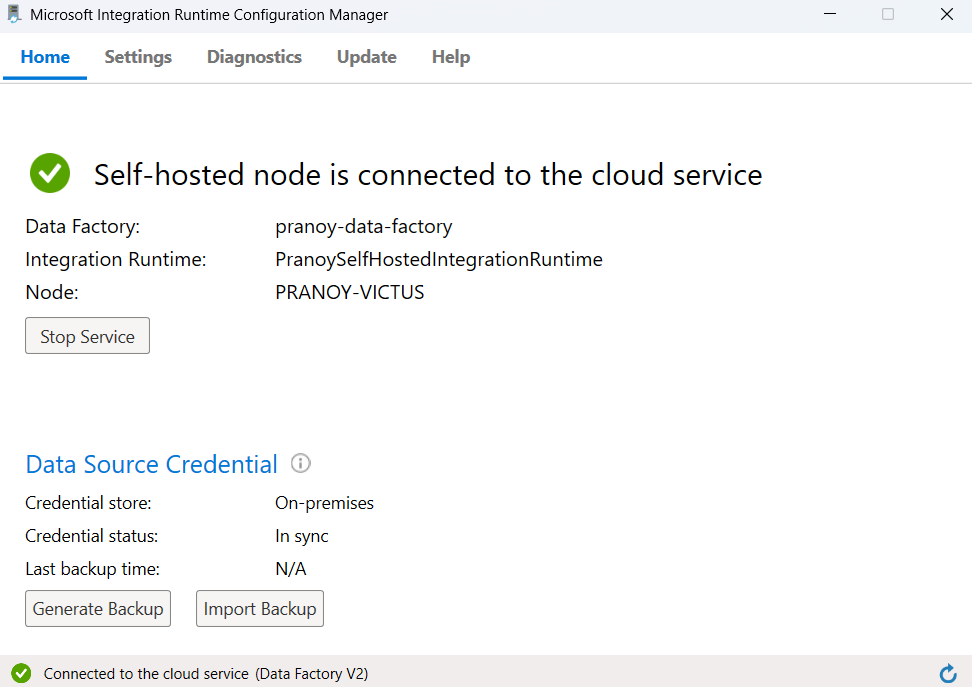 Microsoft Integration Runtime Configuration Manager
Home Settings Diagnostics Update Help
Self-hosted node is connected to the cloud service
Data Factory: pranoy-data-factory
Integration Runtime: PranoySelfHostedIntegrationRuntime
Node: PRANOY-VICTUS
Stop Service
Data Source Credential
Credential store: On-premises
Credential status: In sync
Last backup time: N/A
Generate Backup Import Backup
Connected to the cloud service (Data Factory V2)